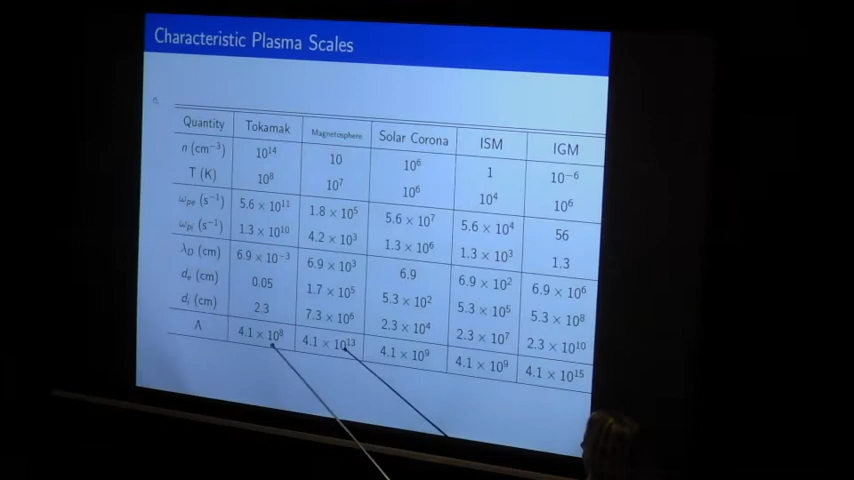 Characteristic Plasma Scales
Quantity Tokamak Magnetosphere Solar Corona ISM IGM
n (cm⁻³) 10¹⁴ 10 10⁶ 1 10⁻⁶
T (K) 10⁸ 10⁷ 10⁶ 10⁴ 10⁶
ωpe (s⁻¹) 5.6 × 10¹¹ 1.8 × 10⁵ 5.6 × 10⁷ 5.6 × 10⁴ 56
ωpi (s⁻¹) 1.3 × 10¹⁰ 4.2 × 10³ 1.3 × 10⁶ 1.3 × 10³ 1.3
λD (cm) 6.9 × 10⁻³ 6.9 × 10³ 6.9 6.9 × 10² 6.9 × 10⁶
de (cm) 0.05 1.7 × 10⁵ 5.3 × 10² 5.3 × 10⁵ 5.3 × 10⁸
di (cm) 2.3 7.3 × 10⁶ 2.3 × 10⁴ 2.3 × 10⁷ 2.3 × 10¹⁰
Λ 4.1 × 10⁸ 4.1 × 10¹³ 4.1 × 10⁹ 4.1 × 10⁹ 4.1 × 10¹⁵